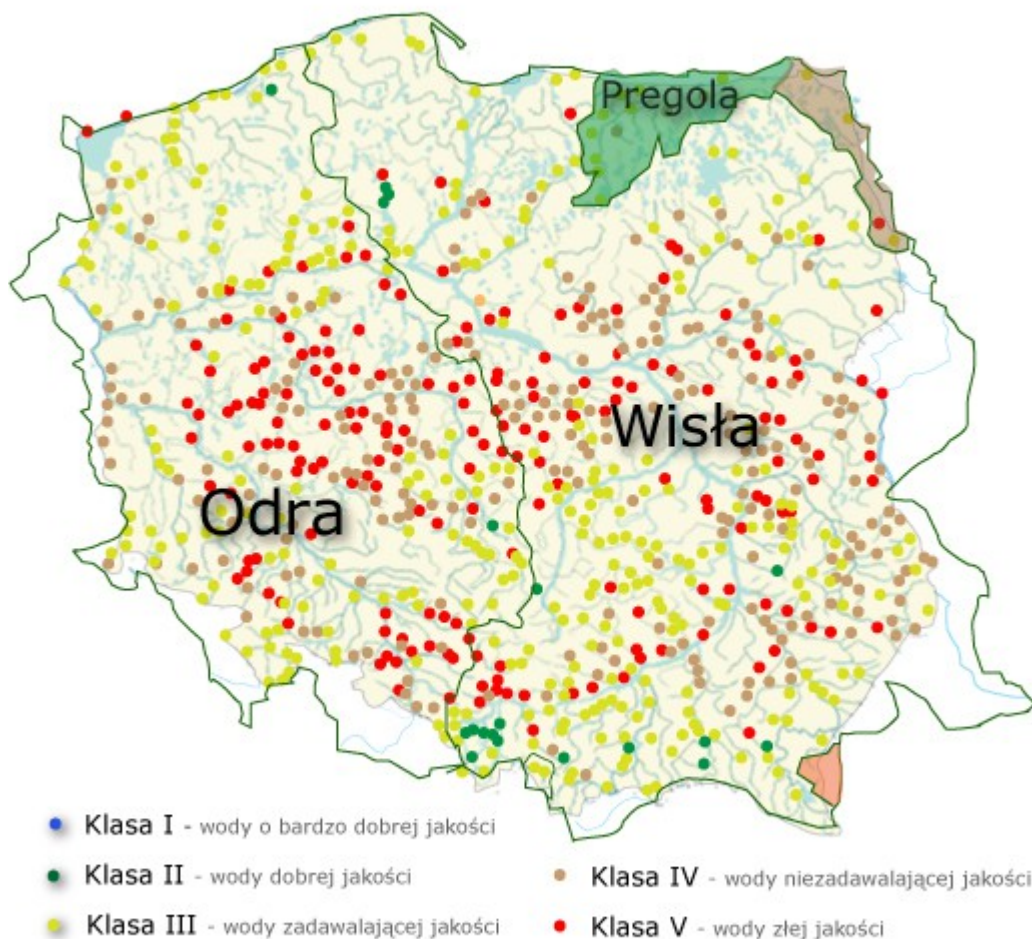 Pregola
Wisła
Odra
Klasa I - wody o bardzo dobrej jakości
Klasa II - wody dobrej jakości
Klasa IV - wody niezadawalającej jakości
Klasa III - wody zadawalającej jakości
Klasa V - wody złej jakości